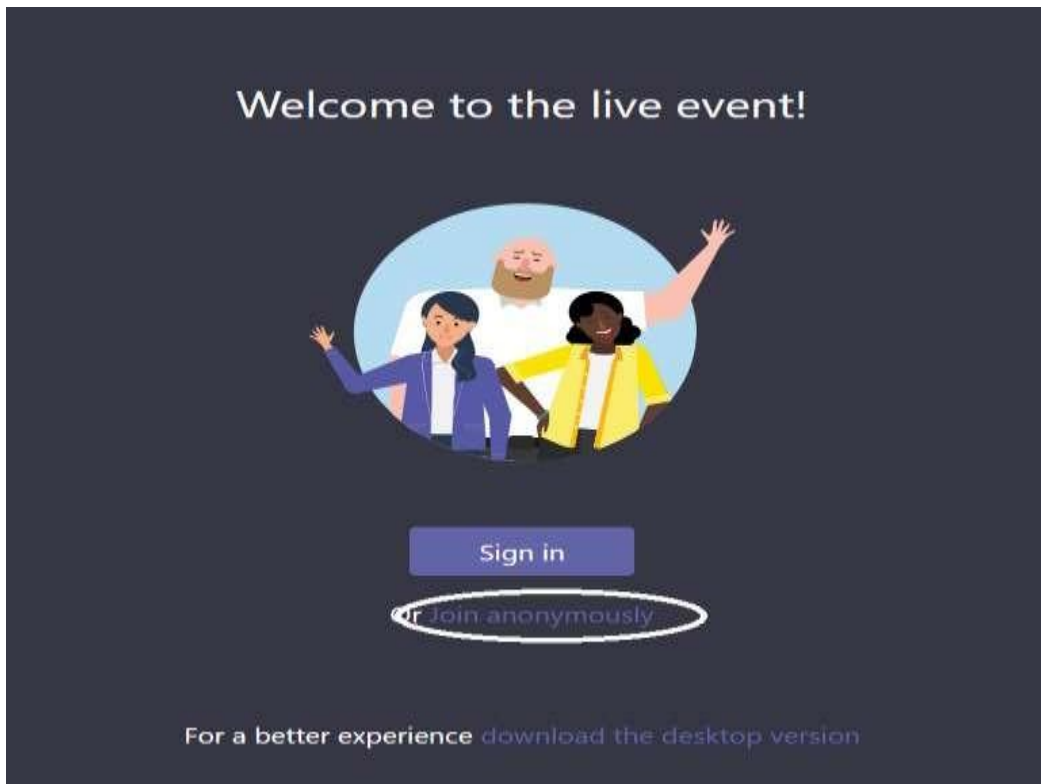 Welcome to the live event!
Sign in
Or Join anonymously
For a better experience download the desktop version